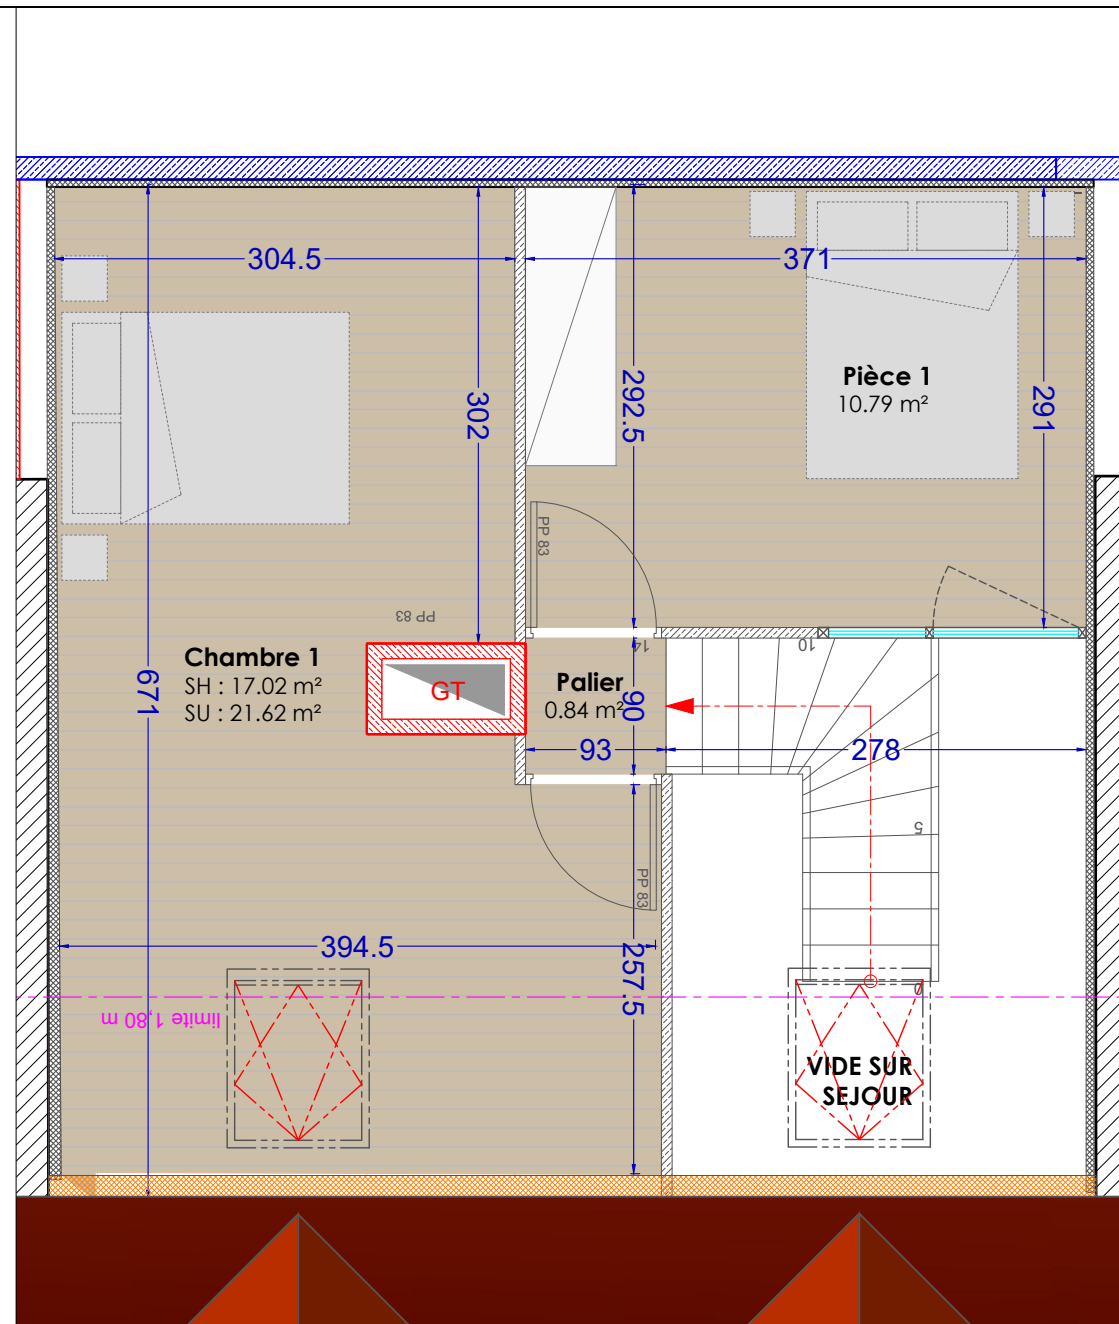 304.5
371
302
292.5
291
Pièce 1
10.79 m²
PP 83
PP 83
14
10
Chambre 1
SH : 17.02 m²
SU : 21.62 m²
671
GT
Palier
0.84 m²
90
93
278
5
PP 83
394.5
257.5
0
limite 1,80 m
VIDE SUR
SEJOUR